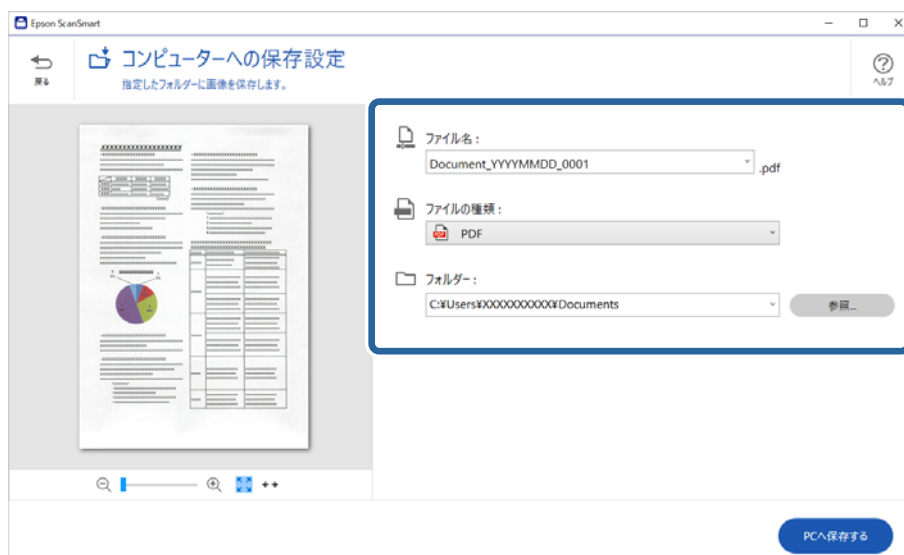 Epson ScanSmart
戻る
コンピューターへの保存設定
指定したフォルダーに画像を保存します。
ヘルプ
ファイル名：
Document_YYYYMMDD_0001
.pdf
ファイルの種類：
PDF
PDF
フォルダー：
C:¥Users¥XXXXXXXXXX¥Documents
参照...
PCへ保存する